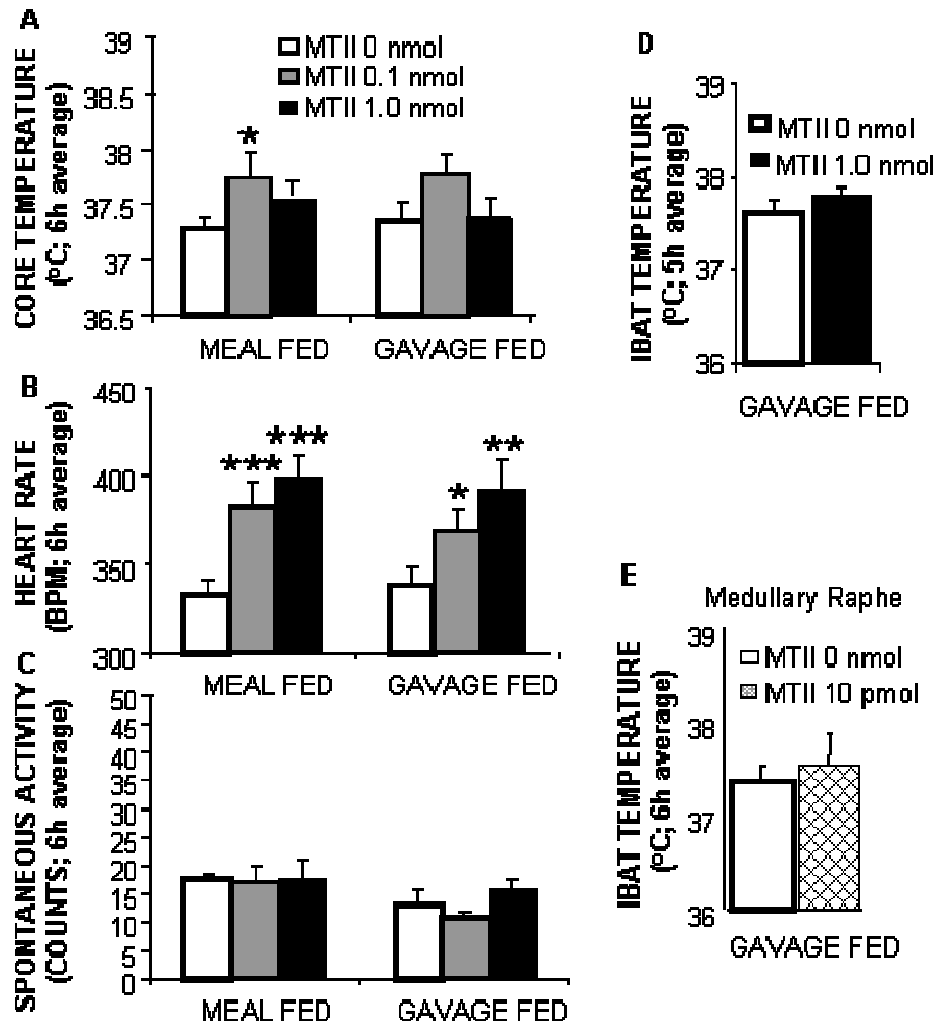 A
CORE TEMPERATURE
(ºC; 6h average)
39
38.5
38
37.5
37
36.5
MTII 0 nmol
MTII 0.1 nmol
MTII 1.0 nmol
*
MEAL FED
GAVAGE FED
B
HEART RATE
(BPM; 6h average)
450
400
350
300
***
***
*
**
MEAL FED
GAVAGE FED
C
SPONTANEOUS ACTIVITY
(COUNTS; 6h average)
50
45
40
35
30
25
20
15
10
5
0
MEAL FED
GAVAGE FED
D
IBAT TEMPERATURE
(ºC; 5h average)
39
38
37
36
MTII 0 nmol
MTII 1.0 nmol
GAVAGE FED
E
Medullary Raphe
IBAT TEMPERATURE
(ºC; 6h average)
39
38
37
36
MTII 0 nmol
MTII 10 pmol
GAVAGE FED